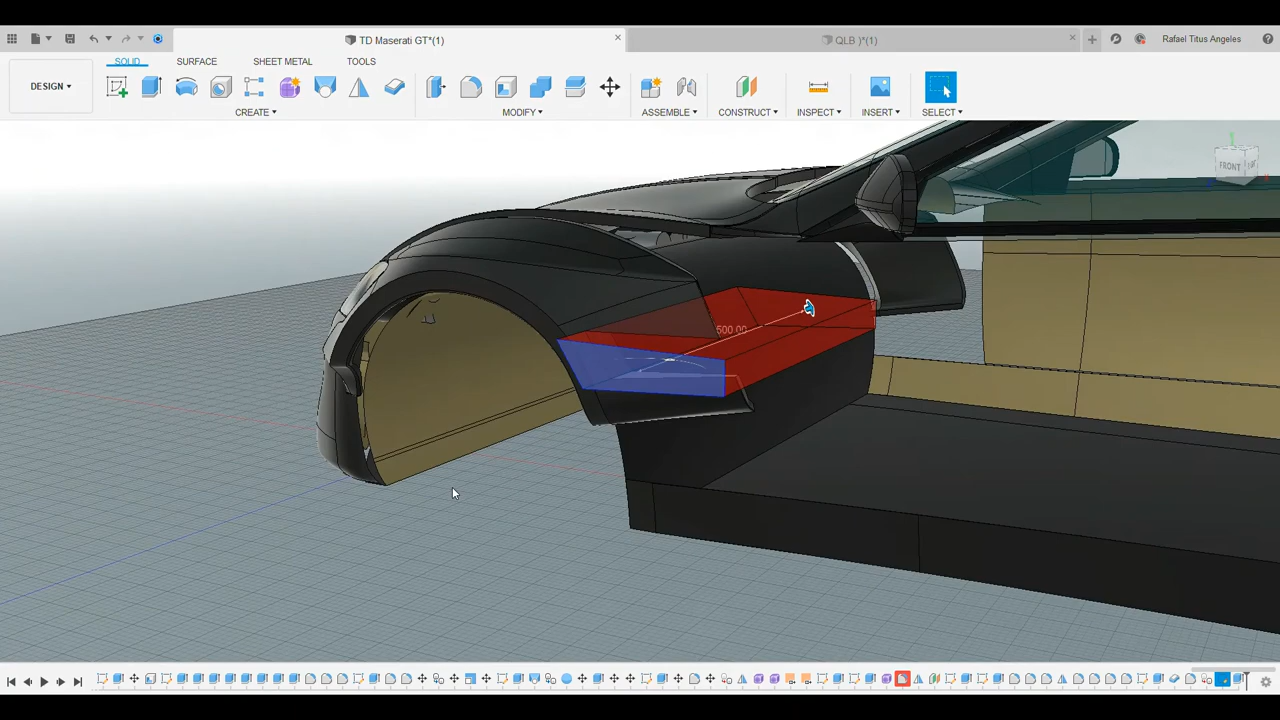 TD Maserati GT*(1)
QLB )*(1)
Rafael Titus Angeles
DESIGN
SOLID
SURFACE
SHEET METAL
TOOLS
CREATE
MODIFY
ASSEMBLE
CONSTRUCT
INSPECT
INSERT
SELECT
FRONT
500.00